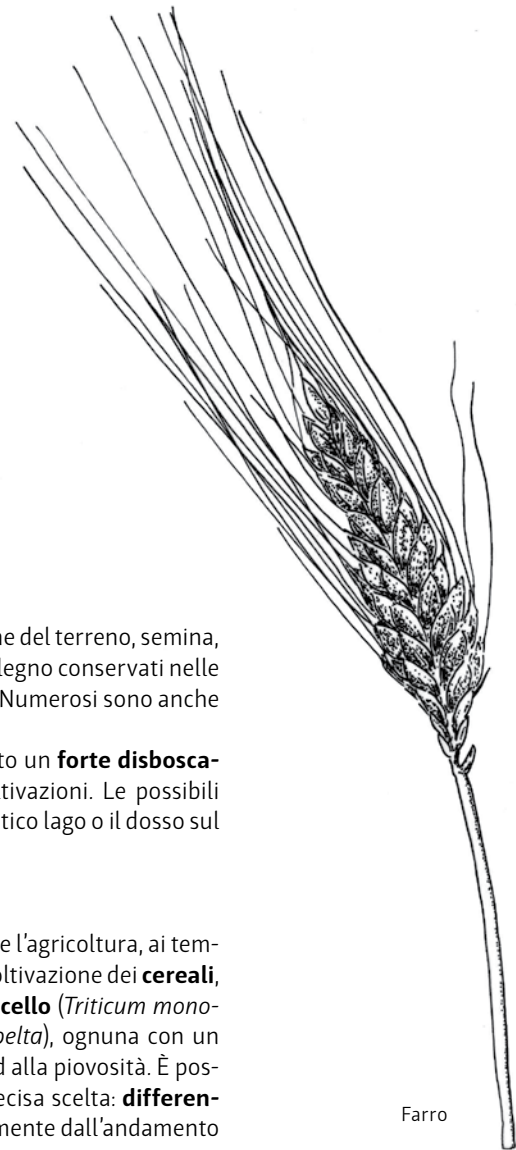 ne del terreno, semina,
legno conservati nelle
Numerosi sono anche
to un forte disbosca-
tivazioni. Le possibili
tico lago o il dosso sul
e l'agricoltura, ai tem-
oltivazione dei cereali,
cello (Triticum mono-
pelta), ognuna con un
d alla piovosità. È pos-
ecisa scelta: differen-
mente dall'andamento
Farro